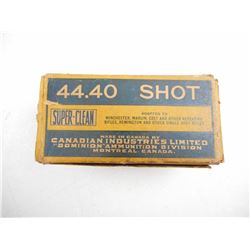 44.40 SHOT
SUPER-CLEAN
ADAPTED TO
WINCHESTER, MARLIN, COLT AND OTHER REPEATING
RIFLES, REMINGTON AND OTHER SINGLE SHOT RIFLES
MADE IN CANADA BY
CANADIAN INDUSTRIES LIMITED
"DOMINION" AMMUNITION DIVISION
MONTREAL CANADA.